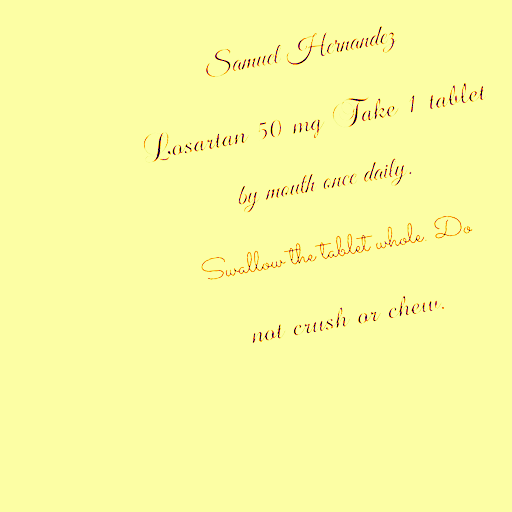 Samuel Hernandez
Losartan 50 mg Take 1 tablet
by mouth once daily.
Swallow the tablet whole. Do
not crush or chew.